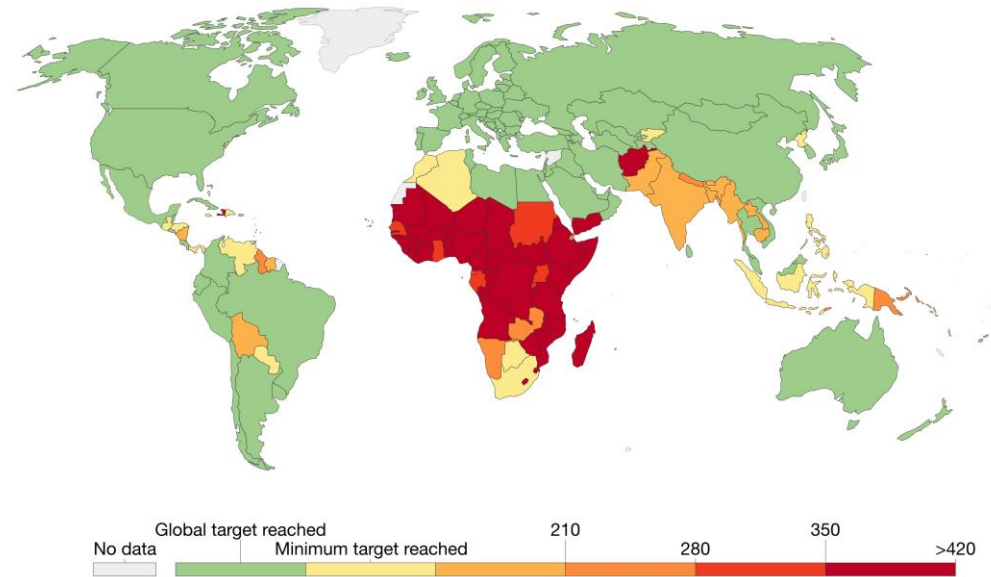 Global target reached 210 350
No data Minimum target reached 280 >420